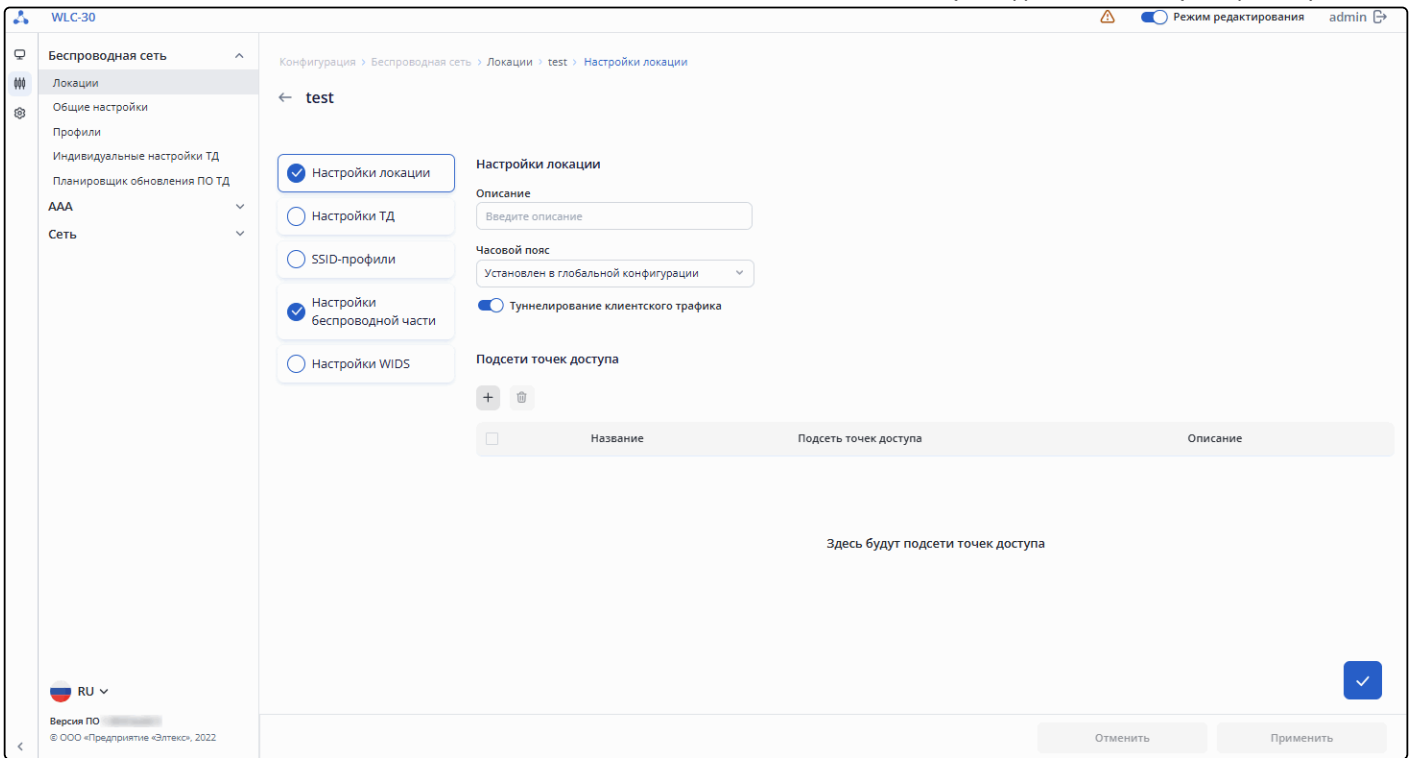 WLC-30
Режим редактирования
admin
Беспроводная сеть
Локации
Общие настройки
Профили
Индивидуальные настройки ТД
Планировщик обновления ПО ТД
AAA
Сеть
Конфигурация › Беспроводная сеть › Локации › test › Настройки локации
← test
Настройки локации
Настройки ТД
SSID-профили
Настройки
беспроводной части
Настройки WIDS
Настройки локации
Описание
Введите описание
Часовой пояс
Установлен в глобальной конфигурации
Туннелирование клиентского трафика
Подсети точек доступа
Название Подсеть точек доступа Описание
Здесь будут подсети точек доступа
RU
Версия ПО
© ООО «Предприятие «Элтекс», 2022
Отменить Применить